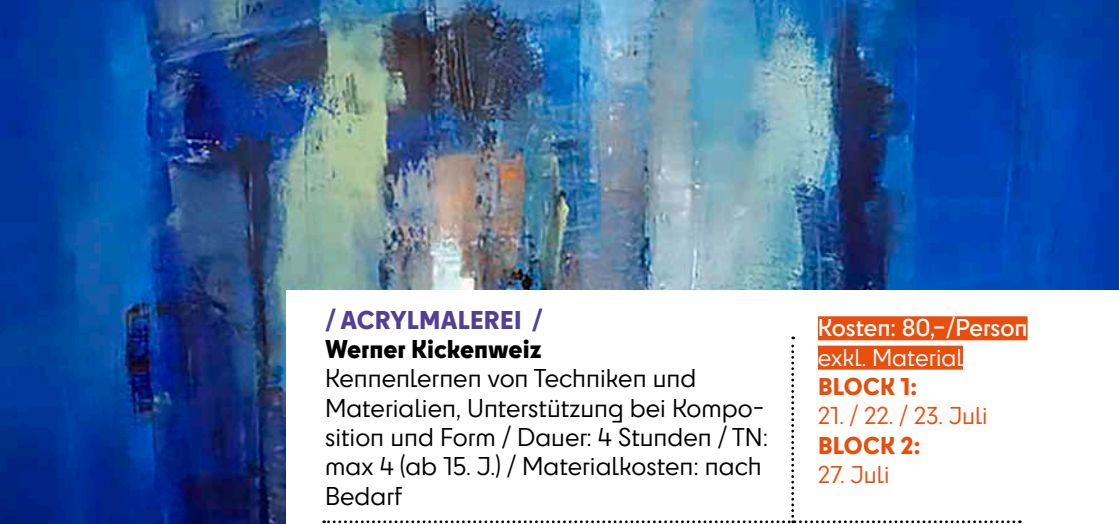 / ACRYLMALEREI /
Werner Kickenweiz
Kennenlernen von Techniken und
Materialien, Unterstützung bei Kompo-
sition und Form / Dauer: 4 Stunden / TN:
max 4 (ab 15. J.) / Materialkosten: nach
Bedarf
Kosten: 80,–/Person
exkl. Material
BLOCK 1:
21. / 22. / 23. Juli
BLOCK 2:
27. Juli